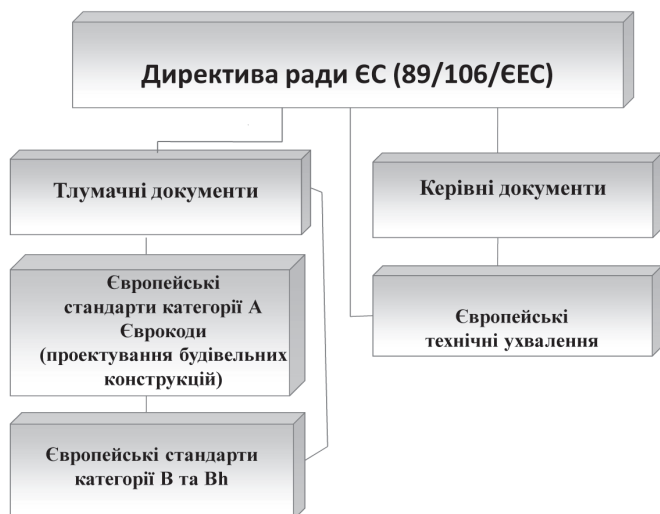 Директива ради ЄС (89/106/ЄЕС)
Тлумачні документи
Керівні документи
Європейські
стандарти категорії А
Єврокоди
(проектування будівельних
конструкцій)
Європейські
технічні ухвалення
Європейські стандарти
категорії В та Вh